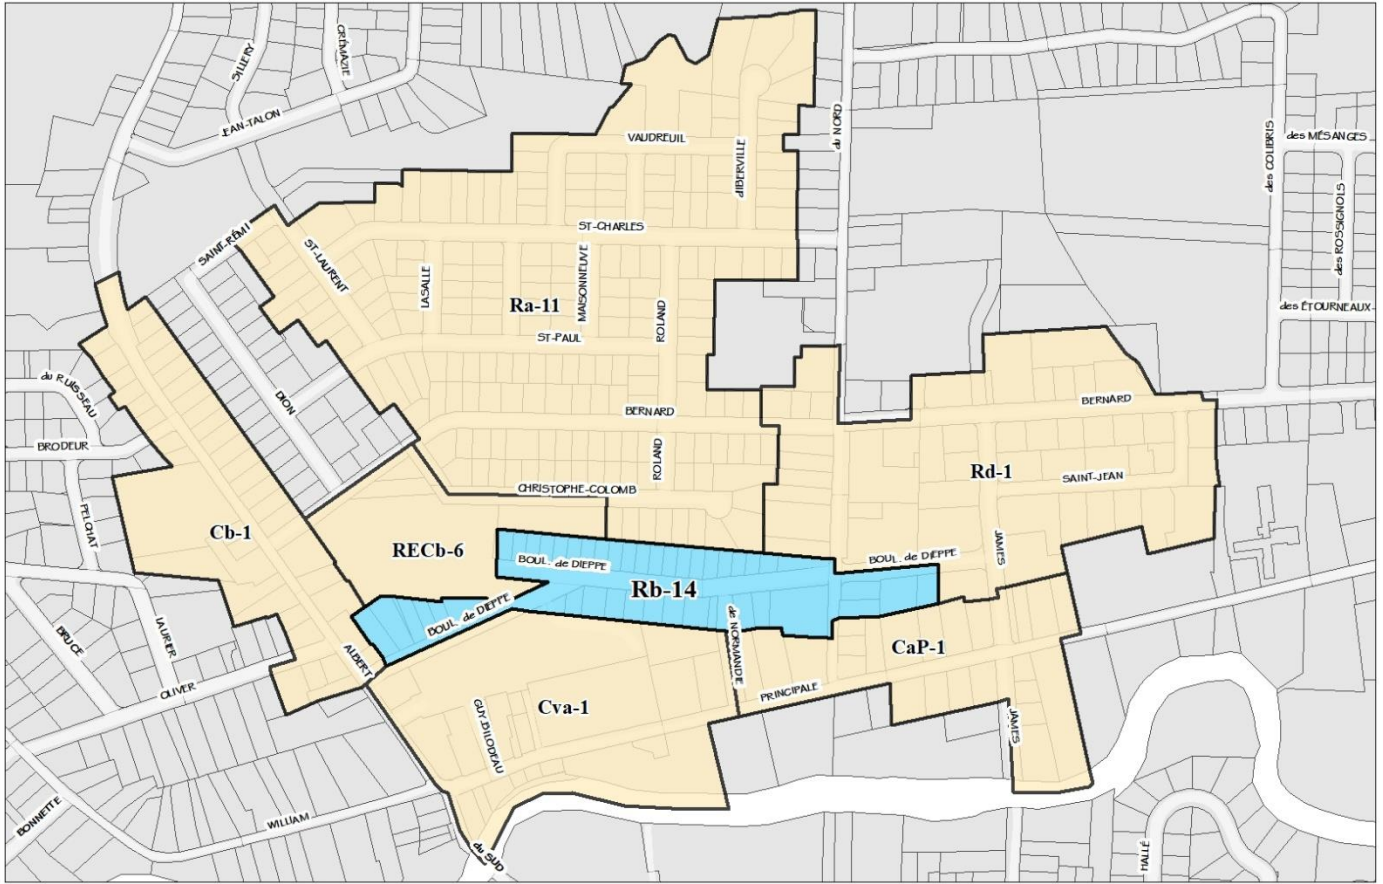 SILLERY
CRÉMAZIE
JEAN-TALON
du NORD
VAUDREUIL
dIBERVILLE
des COLIBRIS
des MÉSANGES
des ROSSIGNOLS
SAINT-RÉMI
ST-LAURENT
ST-CHARLES
LASALLE
MAISONNEUVE
Ra-11
ROLAND
ST-PAUL
des ÉTOURNEAUX
du RUISSEAU
DION
BERNARD
BERNARD
BRODEUR
ROLAND
Rd-1
SAINT-JEAN
CHRISTOPHE-COLOMB
PELCHAT
Cb-1
RECb-6
JAMES
BOUL. de DIEPPE
BOUL. de DIEPPE
Rb-14
BOUL. de DIEPPE
LAURIER
BRUCE
de NORMANDIE
CaP-1
ALBERT
OLIVER
PRINCIPALE
Cva-1
GUY-DILODEAU
JAMES
WILLIAM
BONNETTE
du SUD
HALLÉ